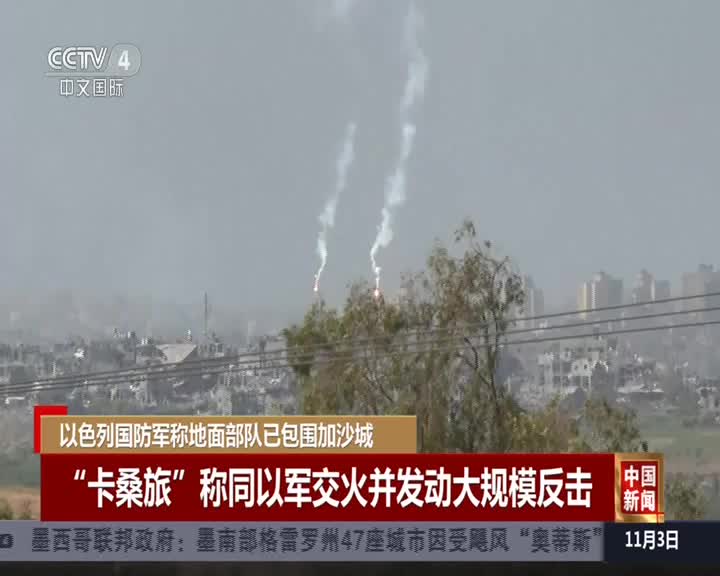 CCTV 4
中文国际
以色列国防军称地面部队已包围加沙城
“卡桑旅”称同以军交火并发动大规模反击
中国
新闻
墨西哥联邦政府：墨南部格雷罗州47座城市因受飓风“奥蒂斯”
11月3日